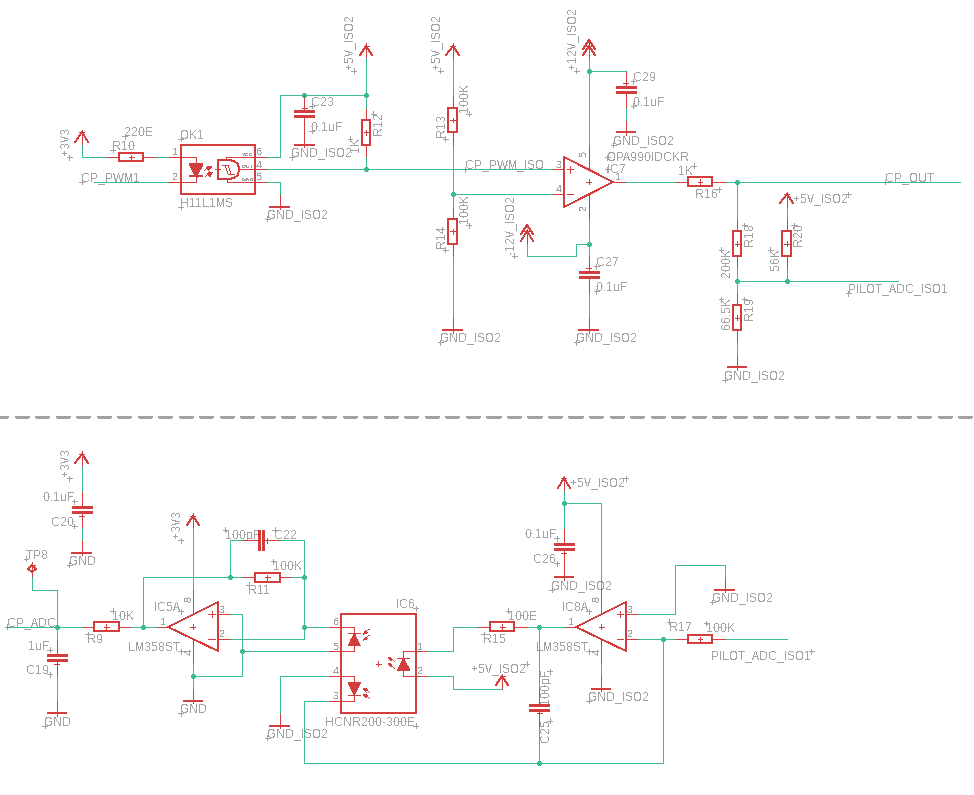 +5V_ISO2
+5V_ISO2
+12V_ISO2
C29
0.1uF
GND_ISO2
C23
0.1uF
GND_ISO2
R12
1K
R13
100K
+3V3
220E
R10
CP_PWM1
OK1
1
2
6
4
5
VCC
GND
H11L1MS
GND_ISO2
CP_PWM_ISO
3
4
5
2
1
OPA990IDCKR
IC7
1K
R16
CP_OUT
+5V_ISO2
R14
100K
-12V_ISO2
C27
0.1uF
R18
200K
R20
56K
PILOT_ADC_ISO1
R19
66.5K
GND_ISO2
GND_ISO2
GND_ISO2
+3V3
0.1uF
C20
GND
TP8
+3V3
100pF
C22
100K
R11
+5V_ISO2
0.1uF
C26
GND_ISO2
GND_ISO2
CP_ADC
10K
R9
1uF
C19
GND
IC5A
1
3
2
8
4
LM358ST
GND
IC6
6
5
4
3
1
2
HCNR200-300E
GND_ISO2
100E
R15
+5V_ISO2
100pF
C25
IC8A
1
3
2
8
4
LM358ST
GND_ISO2
R17
100K
PILOT_ADC_ISO1